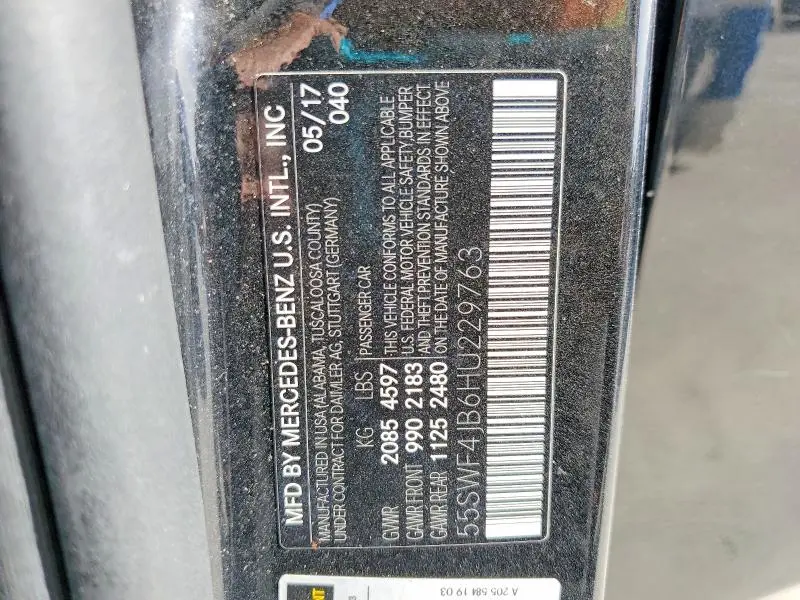 MFD BY MERCEDES-BENZ U.S. INTL., INC 05/17
MANUFACTURED IN USA (ALABAMA, TUSCALOOSA COUNTY) 040
UNDER CONTRACT FOR DAIMLER AG, STUTTGART (GERMANY)
KG LBS PASSENGER CAR
GVWR 2085 4597 THIS VEHICLE CONFORMS TO ALL APPLICABLE
GAWR FRONT 990 2183 U.S. FEDERAL MOTOR VEHICLE SAFETY BUMPER
GAWR REAR 1125 2480 AND THEFT PREVENTION STANDARDS IN EFFECT
ON THE DATE OF MANUFACTURE SHOWN ABOVE
55SWF4JB6HU229763
A 205 584 19 03